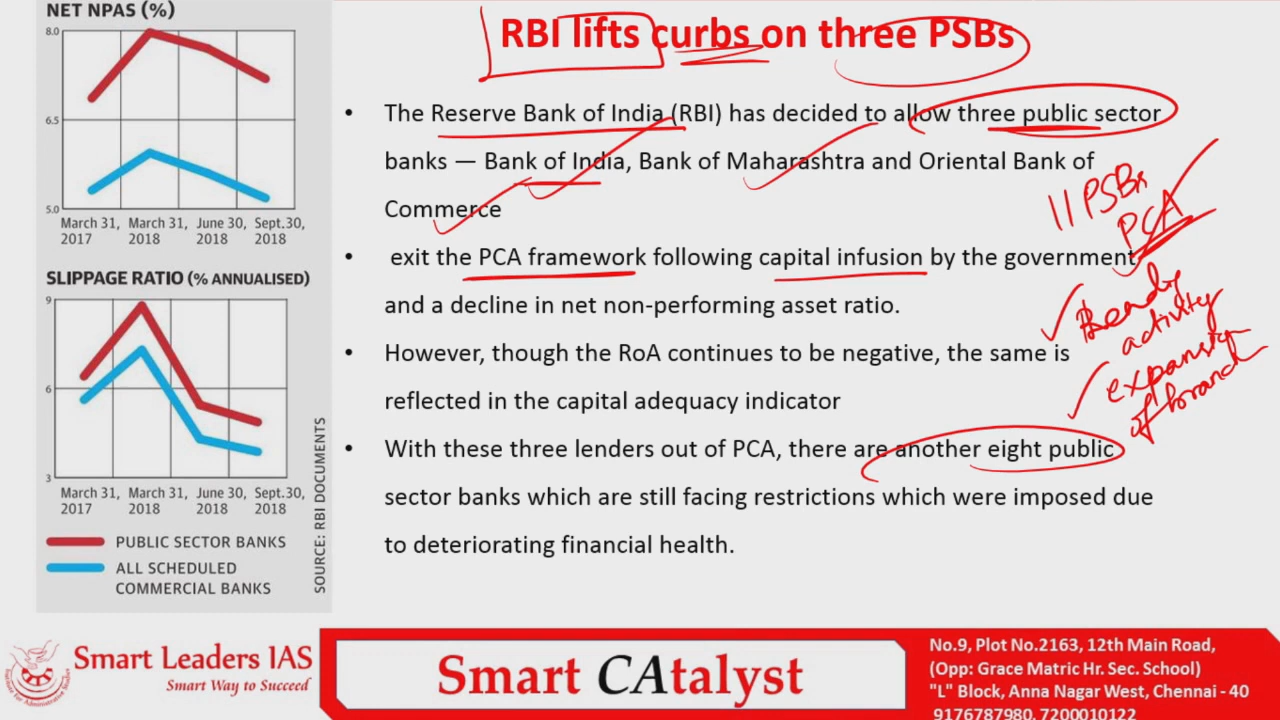 NET NPAS (%)
8.0
6.5
5.0
March 31, March 31, June 30, Sept.30,
2017 2018 2018 2018
SLIPPAGE RATIO (% ANNUALISED)
9
6
3
March 31, March 31, June 30, Sept.30,
2017 2018 2018 2018
PUBLIC SECTOR BANKS
ALL SCHEDULED
COMMERCIAL BANKS
SOURCE: RBI DOCUMENTS
RBI lifts curbs on three PSBs
• The Reserve Bank of India (RBI) has decided to allow three public sector
banks — Bank of India, Bank of Maharashtra and Oriental Bank of
Commerce
• exit the PCA framework following capital infusion by the government
and a decline in net non-performing asset ratio.
• However, though the RoA continues to be negative, the same is
reflected in the capital adequacy indicator
• With these three lenders out of PCA, there are another eight public
sector banks which are still facing restrictions which were imposed due
to deteriorating financial health.
11 PSBs
PCA
activity
expansion
of branch
Smart Leaders IAS
Smart Way to Succeed
Smart CAtalyst
No.9, Plot No.2163, 12th Main Road,
(Opp: Grace Matric Hr. Sec. School)
"L" Block, Anna Nagar West, Chennai - 40
9176787980, 7200010122